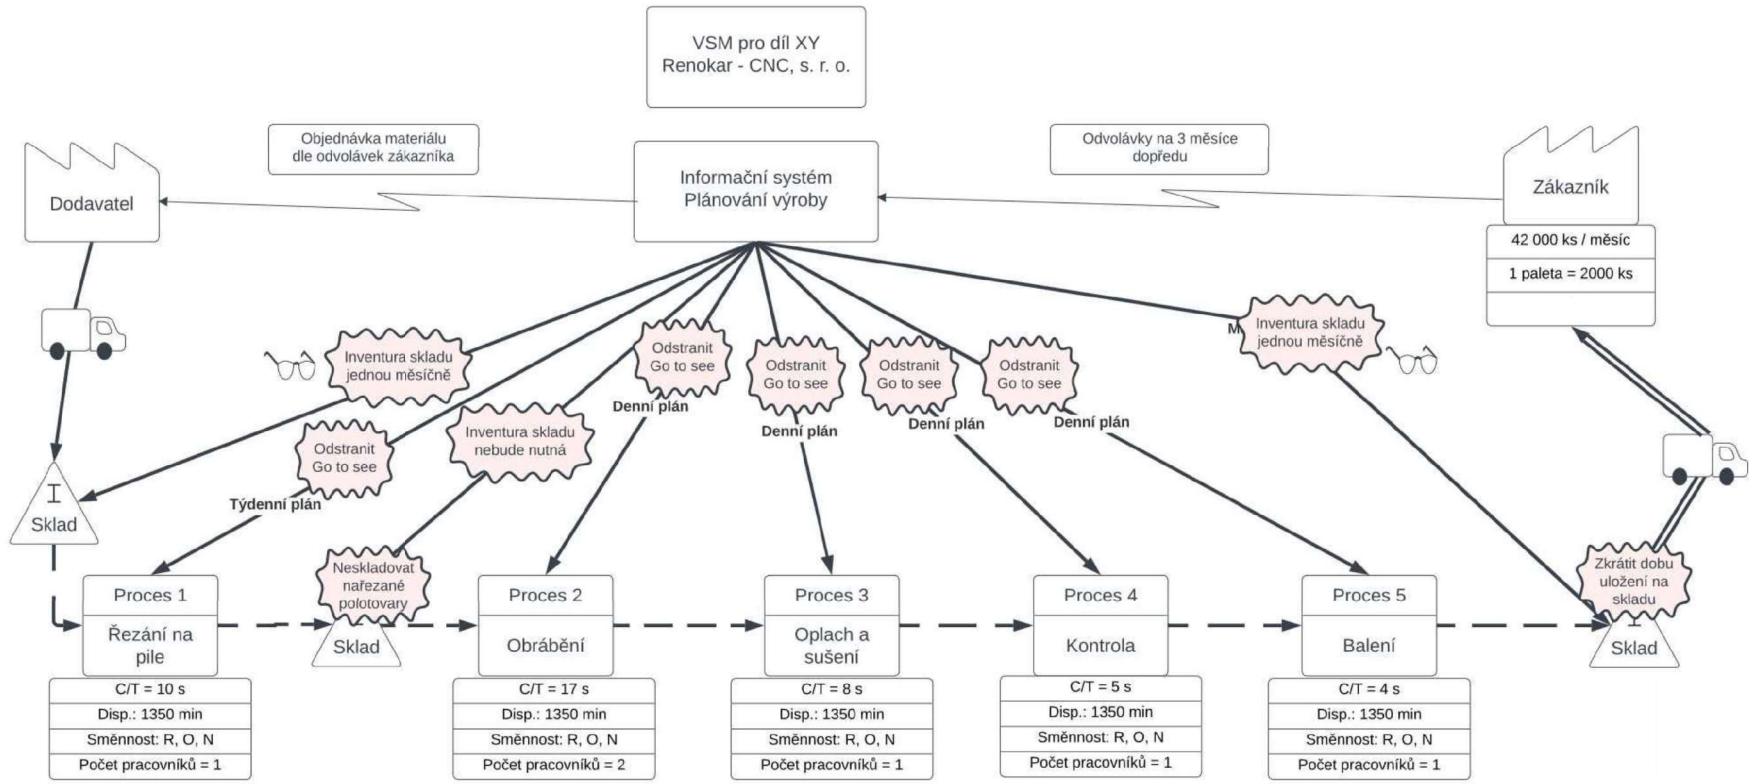 VSM pro díl XY
Renokar - CNC, s. r. o.
Objednávka materiálu
dle odvolávek zákazníka
Odvolávky na 3 měsíce
dopředu
Dodavatel
Informační systém
Plánování výroby
Zákazník
42 000 ks / měsíc
1 paleta = 2000 ks
Inventura skladu
jednou měsíčně
Odstranit
Go to see
Týdenní plán
Inventura skladu
nebude nutná
Odstranit
Go to see
Denní plán
Odstranit
Go to see
Denní plán
Odstranit
Go to see
Denní plán
Odstranit
Go to see
Denní plán
M
Inventura skladu
jednou měsíčně
I
Sklad
Neskladovat
nařezané
polotovary
Sklad
Zkrátit dobu
uložení na
skladu
I
Sklad
Proces 1
Řezání na
pile
C/T = 10 s
Disp.: 1350 min
Směnnost: R, O, N
Počet pracovníků = 1
Proces 2
Obrábění
C/T = 17 s
Disp.: 1350 min
Směnnost: R, O, N
Počet pracovníků = 2
Proces 3
Oplach a
sušení
C/T = 8 s
Disp.: 1350 min
Směnnost: R, O, N
Počet pracovníků = 1
Proces 4
Kontrola
C/T = 5 s
Disp.: 1350 min
Směnnost: R, O, N
Počet pracovníků = 1
Proces 5
Balení
C/T = 4 s
Disp.: 1350 min
Směnnost: R, O, N
Počet pracovníků = 1